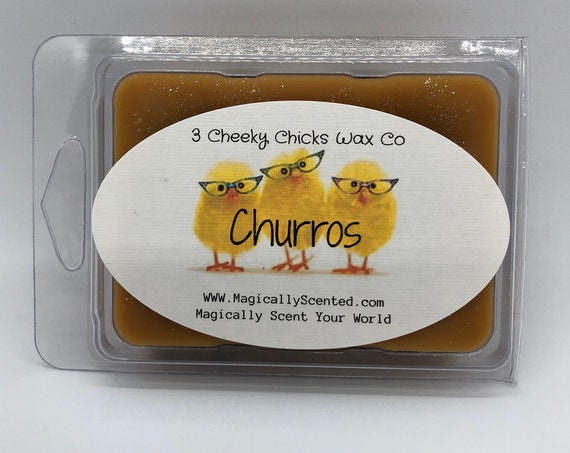 3 Cheeky Chicks Wax Co
Churros
WWW.MagicallyScented.com
Magically Scent Your World